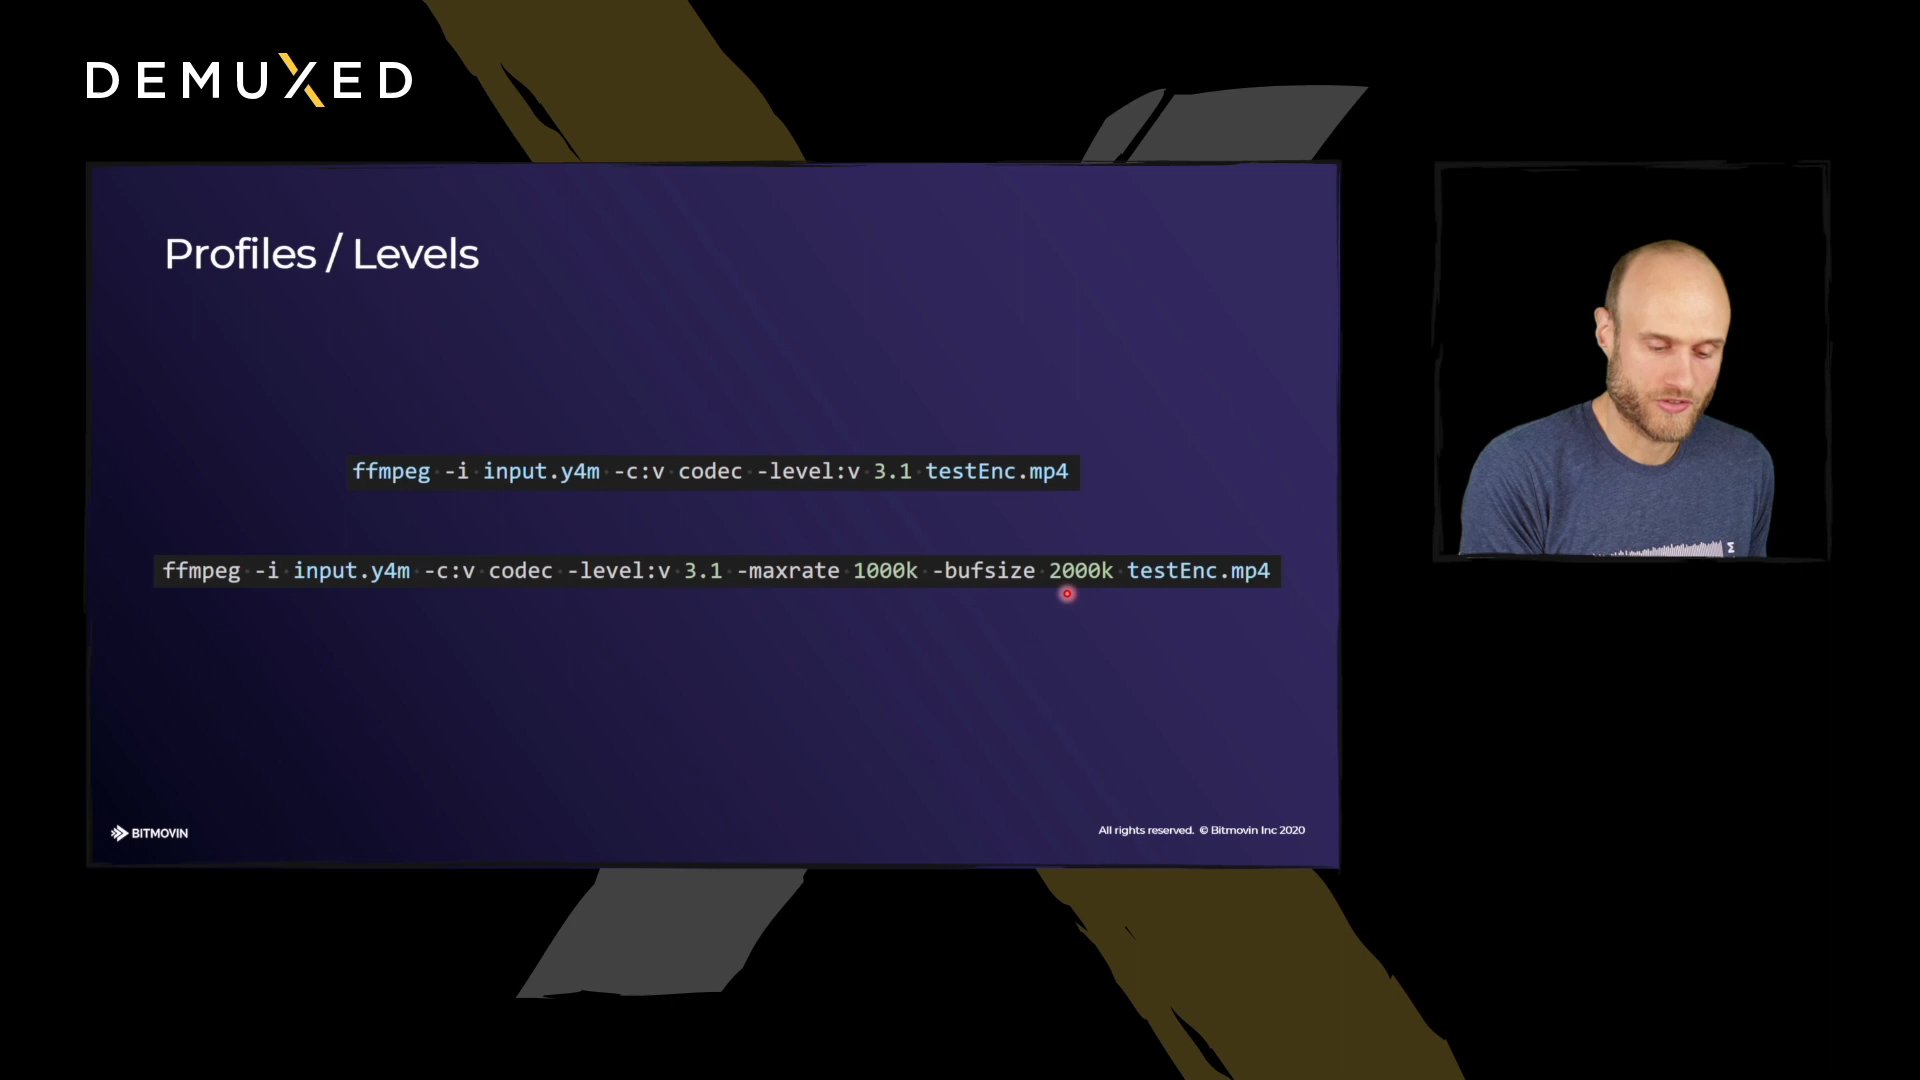 DEMUXED
Profiles / Levels
ffmpeg -i input.y4m -c:v codec -level:v 3.1 testEnc.mp4
ffmpeg -i input.y4m -c:v codec -level:v 3.1 -maxrate 1000k -bufsize 2000k testEnc.mp4
BITMOVIN
All rights reserved. © Bitmovin Inc 2020